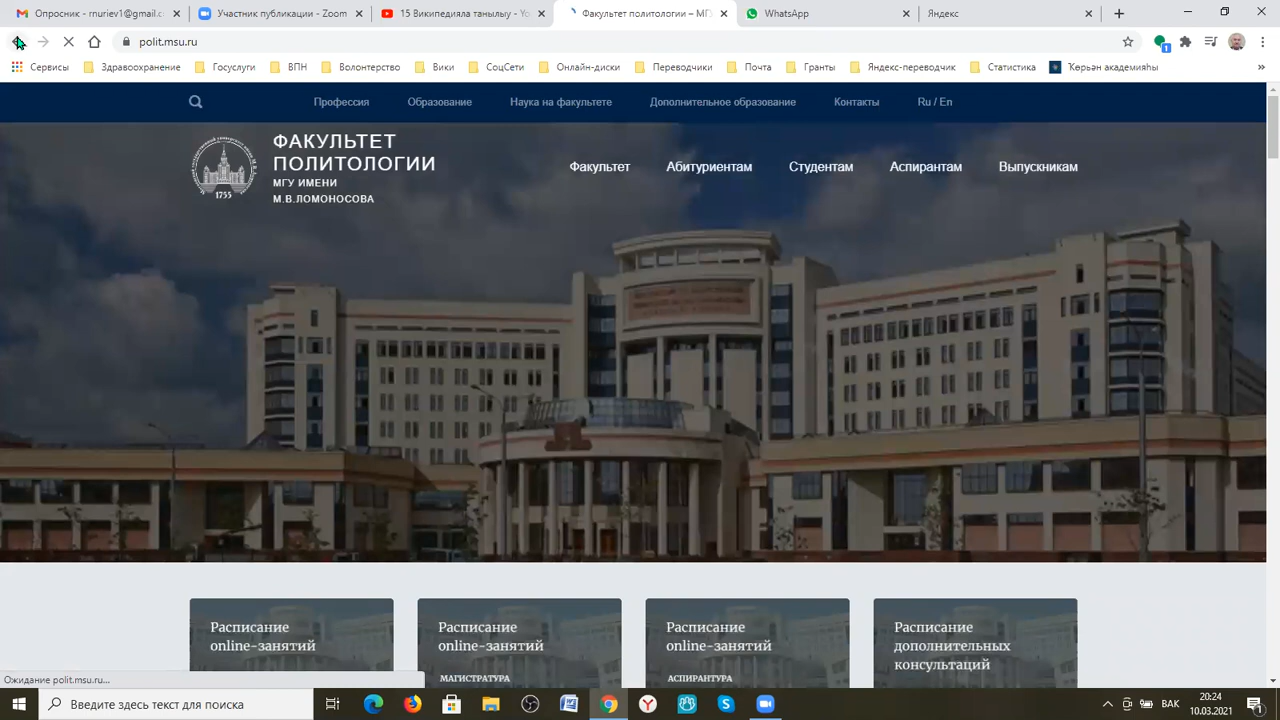 Опросник - muriev1@gmail.c
Участник публикации - Zoom
15 Википедияла танылыу - Yo
Факультет политологии – МГУ
WhatsApp
Яндекс
polit.msu.ru
Сервисы
Здравоохранение
Госуслуги
ВПН
Волонтерство
Вики
СоцСети
Онлайн-диски
Переводчики
Почта
Гранты
Яндекс-переводчик
Статистика
Ҡөрьән академияһы
»
Профессия
Образование
Наука на факультете
Дополнительное образование
Контакты
Ru / En
ФАКУЛЬТЕТ
ПОЛИТОЛОГИИ
МГУ ИМЕНИ
М.В.ЛОМОНОСОВА
1755
Факультет
Абитуриентам
Студентам
Аспирантам
Выпускникам
Расписание
online-занятий
Расписание
online-занятий
МАГИСТРАТУРА
Расписание
online-занятий
АСПИРАНТУРА
Расписание
дополнительных
консультаций
Ожидание polit.msu.ru...
Введите здесь текст для поиска
ВАК
20:24
10.03.2021